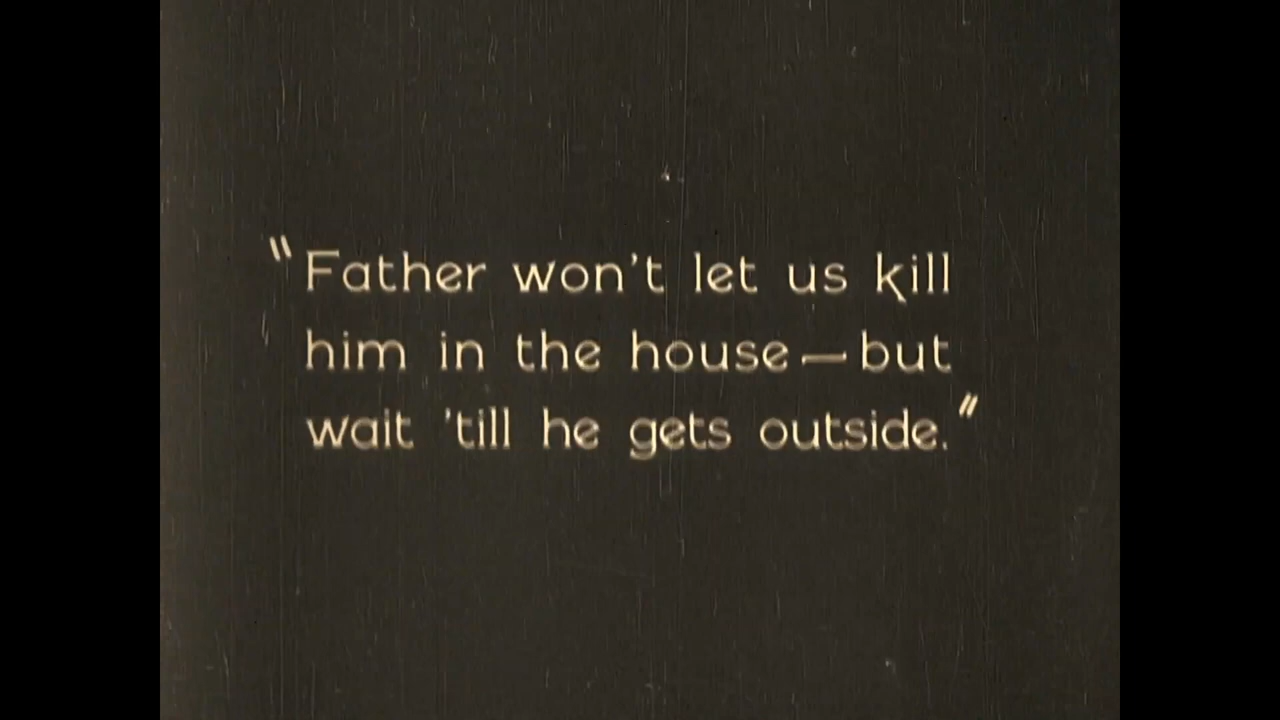 "Father won't let us kill
him in the house—but
wait 'till he gets outside."